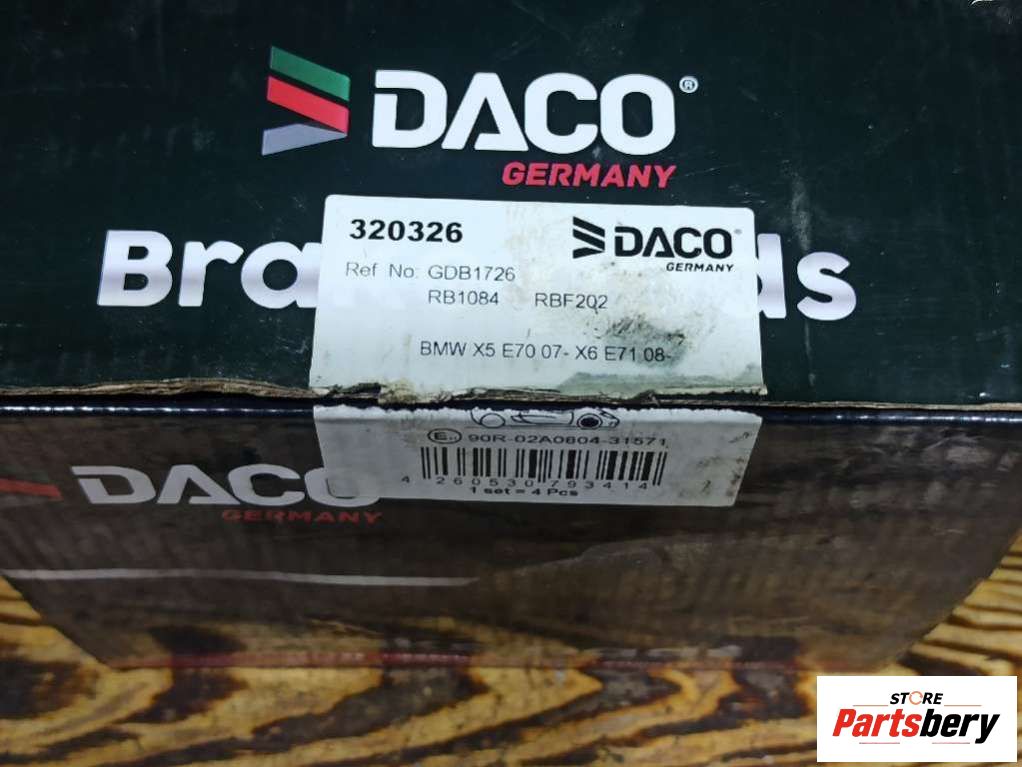 DACO®
GERMANY
320326
DACO
GERMANY
Ref No: GDB1726
RB1084 RBF202
BMW X5 E70 07- X6 E71 08-
90R-02A0804-31571
4 260530 793414
1 set = 4 Pcs
DACO
GERMANY
STORE
Partsbery